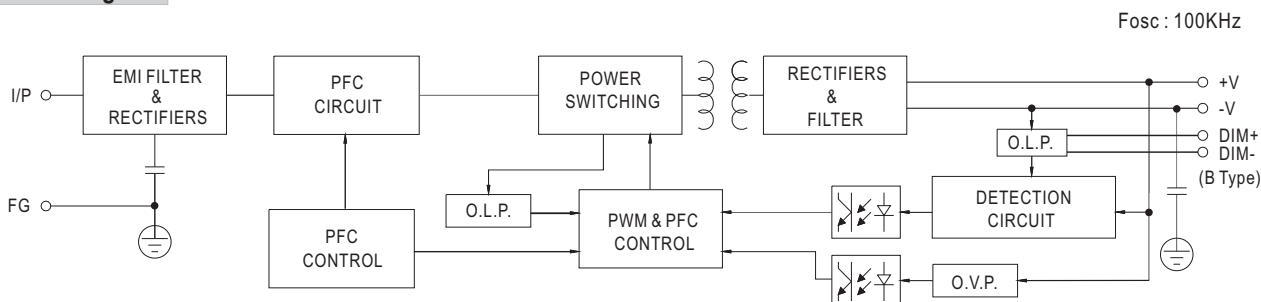 Fosc : 100KHz
EMI FILTER
&
RECTIFIERS
PFC
CIRCUIT
POWER
SWITCHING
RECTIFIERS
&
FILTER
I/P
+V
-V
O.L.P.
DIM+
DIM-
(B Type)
FG
O.L.P.
PFC
CONTROL
PWM & PFC
CONTROL
DETECTION
CIRCUIT
O.V.P.